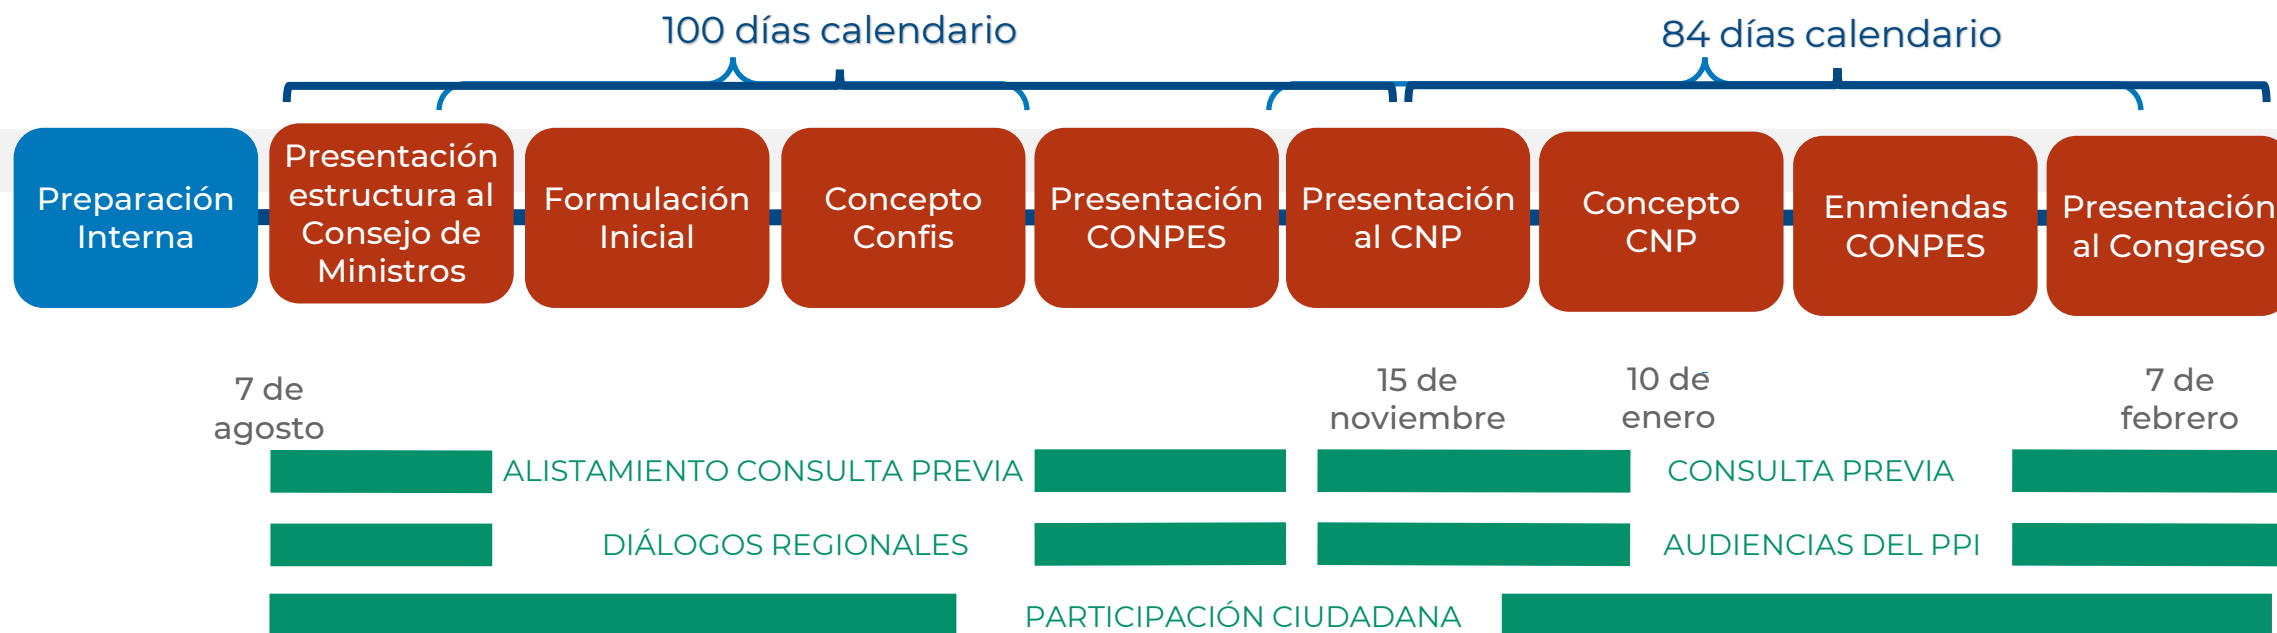 100 días calendario
84 días calendario
Preparación
Interna
Presentación
estructura al
Consejo de
Ministros
Formulación
Inicial
Concepto
Confis
Presentación
CONPES
Presentación
al CNP
Concepto
CNP
Enmiendas
CONPES
Presentación
al Congreso
7 de
agosto
15 de
noviembre
10 de
enero
7 de
febrero
ALISTAMIENTO CONSULTA PREVIA
CONSULTA PREVIA
DIÁLOGOS REGIONALES
AUDIENCIAS DEL PPI
PARTICIPACIÓN CIUDADANA